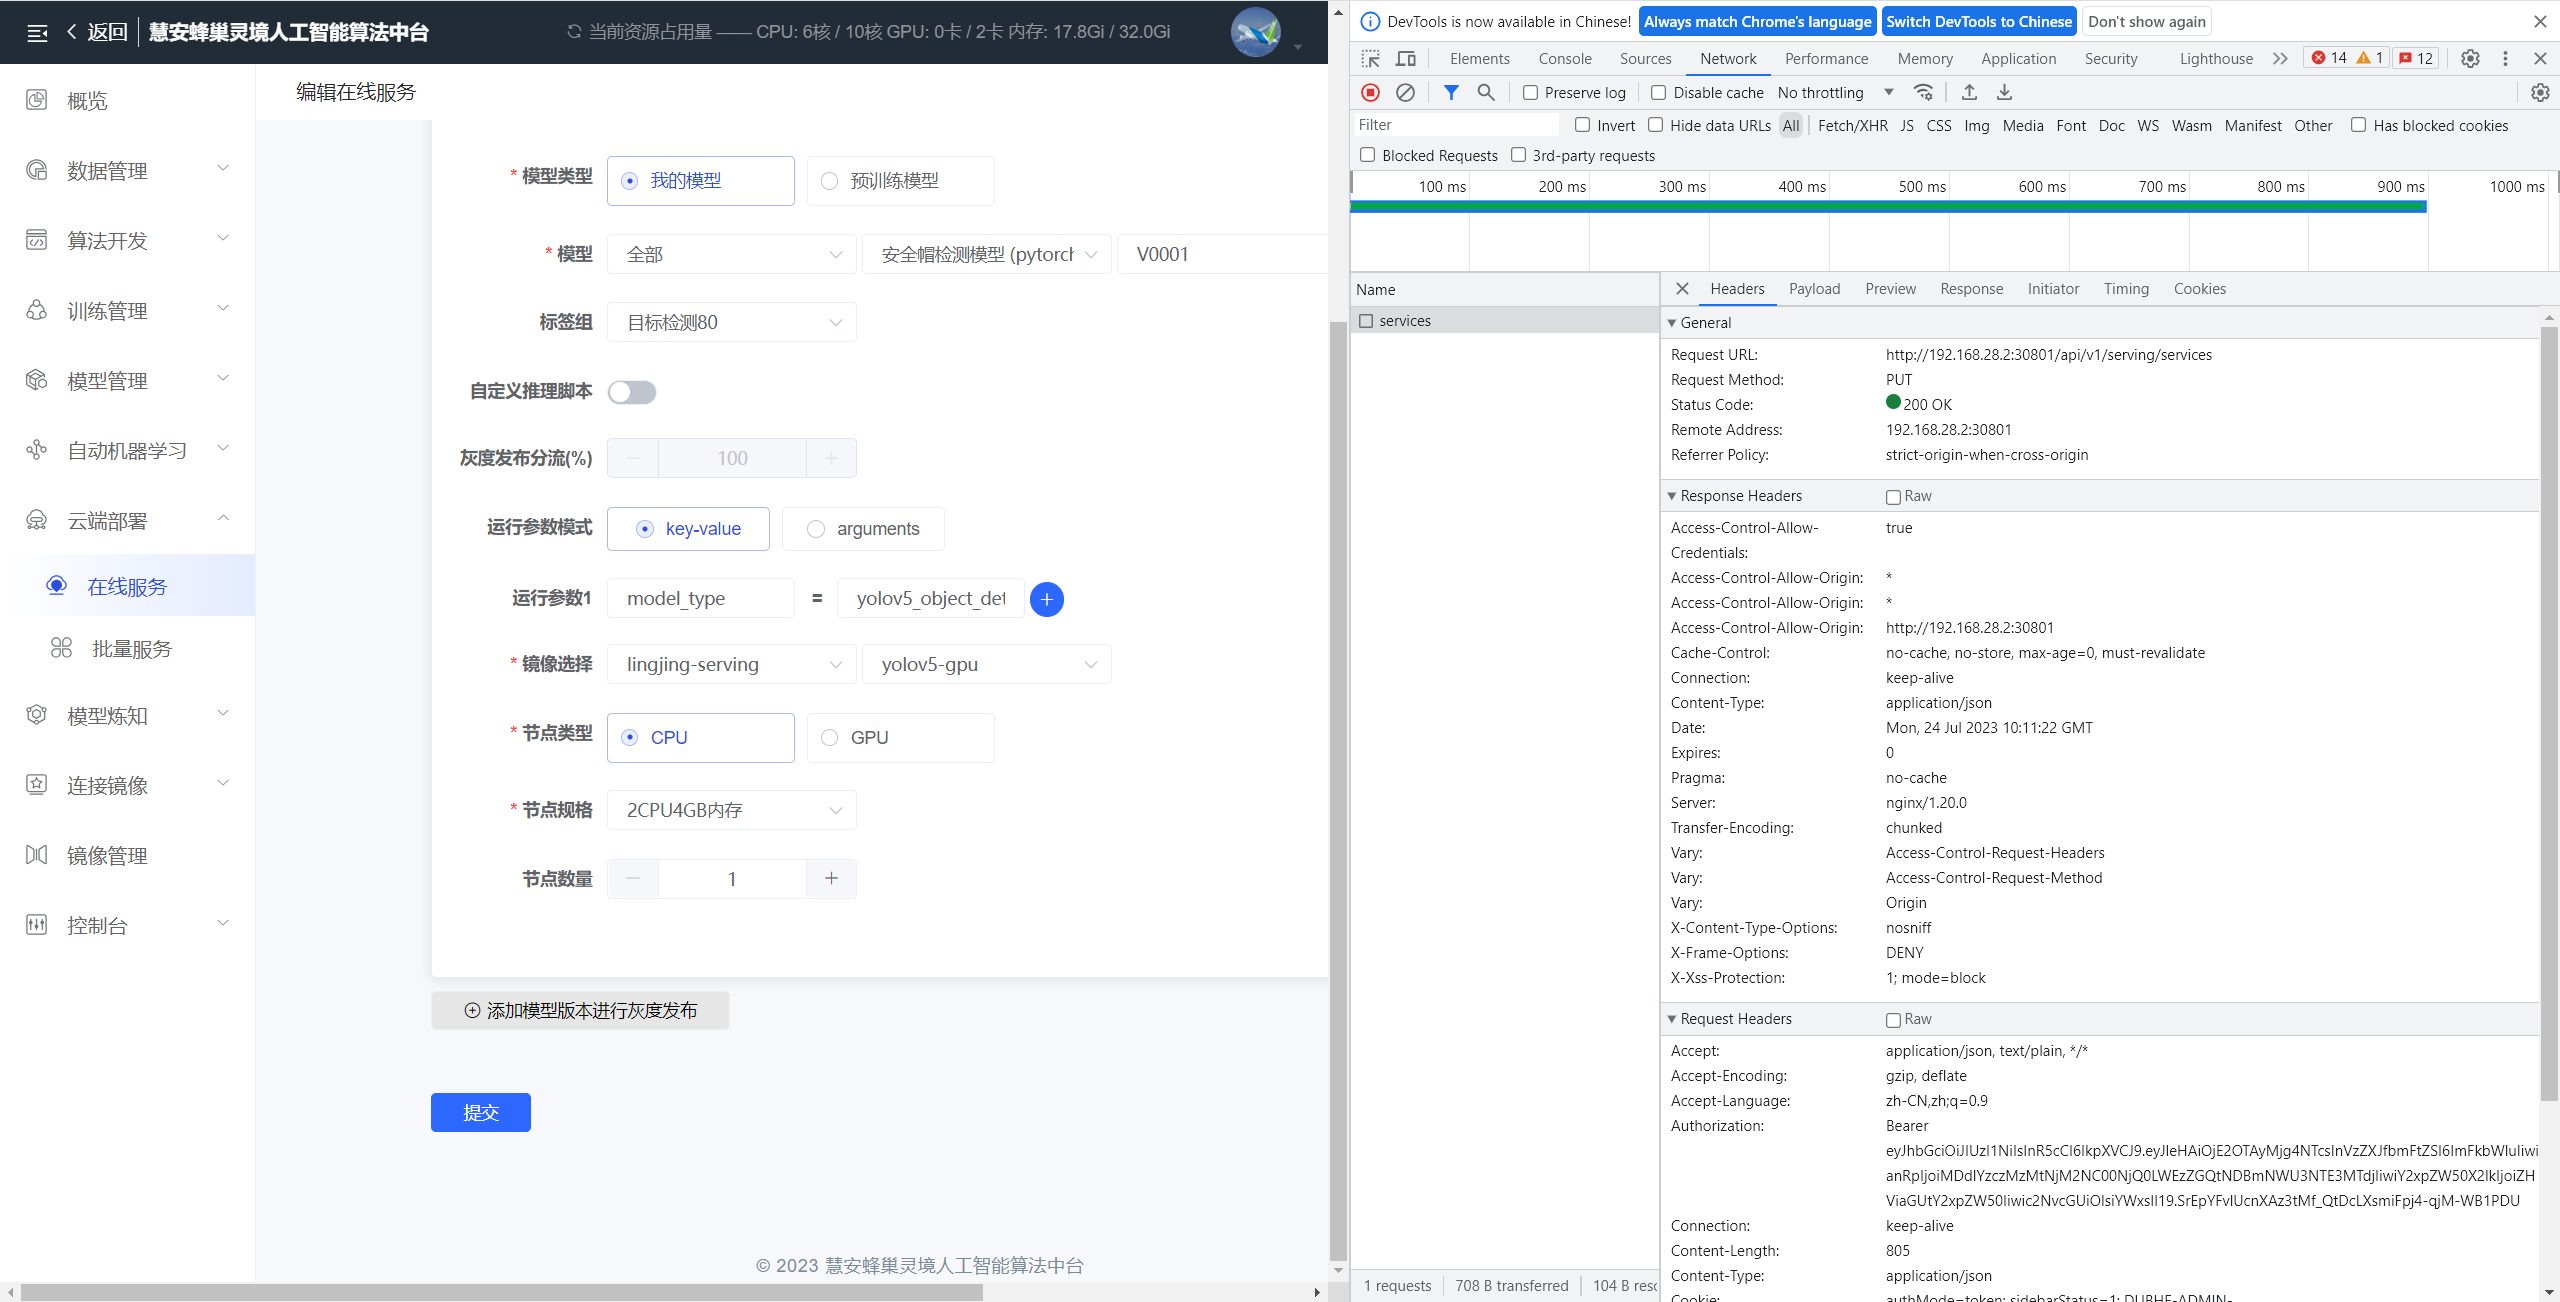 返回 慧安蜂巢灵境人工智能算法中台
当前资源占用量 —— CPU: 6核 / 10核 GPU: 0卡 / 2卡 内存: 17.8Gi / 32.0Gi
概览
数据管理
算法开发
训练管理
模型管理
自动机器学习
云端部署
在线服务
批量服务
模型炼知
连接镜像
镜像管理
控制台
编辑在线服务
* 模型类型 我的模型 预训练模型
* 模型 全部 安全帽检测模型 (pytorch V0001
标签组 目标检测80
自定义推理脚本
灰度发布分流(%) 100
运行参数模式 key-value arguments
运行参数1 model_type = yolov5_object_det
* 镜像选择 lingjing-serving yolov5-gpu
* 节点类型 CPU GPU
* 节点规格 2CPU4GB内存
节点数量 1
添加模型版本进行灰度发布
提交
© 2023 慧安蜂巢灵境人工智能算法中台
DevTools is now available in Chinese! Always match Chrome's language Switch DevTools to Chinese Don't show again
Elements Console Sources Network Performance Memory Application Security Lighthouse 14 1 12
Preserve log Disable cache No throttling
Filter Invert Hide data URLs All Fetch/XHR JS CSS Img Media Font Doc WS Wasm Manifest Other Has blocked cookies
Blocked Requests 3rd-party requests
100 ms 200 ms 300 ms 400 ms 500 ms 600 ms 700 ms 800 ms 900 ms 1000 ms
Name
services
Headers Payload Preview Response Initiator Timing Cookies
General
Request URL: http://192.168.28.2:30801/api/v1/serving/services
Request Method: PUT
Status Code: 200 OK
Remote Address: 192.168.28.2:30801
Referrer Policy: strict-origin-when-cross-origin
Response Headers Raw
Access-Control-Allow- true
Credentials:
Access-Control-Allow-Origin: *
Access-Control-Allow-Origin: *
Access-Control-Allow-Origin: http://192.168.28.2:30801
Cache-Control: no-cache, no-store, max-age=0, must-revalidate
Connection: keep-alive
Content-Type: application/json
Date: Mon, 24 Jul 2023 10:11:22 GMT
Expires: 0
Pragma: no-cache
Server: nginx/1.20.0
Transfer-Encoding: chunked
Vary: Access-Control-Request-Headers
Vary: Access-Control-Request-Method
Vary: Origin
X-Content-Type-Options: nosniff
X-Frame-Options: DENY
X-Xss-Protection: 1; mode=block
Request Headers Raw
Accept: application/json, text/plain, */*
Accept-Encoding: gzip, deflate
Accept-Language: zh-CN,zh;q=0.9
Authorization: Bearer
Connection: keep-alive
Content-Length: 805
Content-Type: application/json
Cookie: authMode=token; sidebarStatus=1; DUBHE-ADMIN-
1 requests 708 B transferred 104 B reso